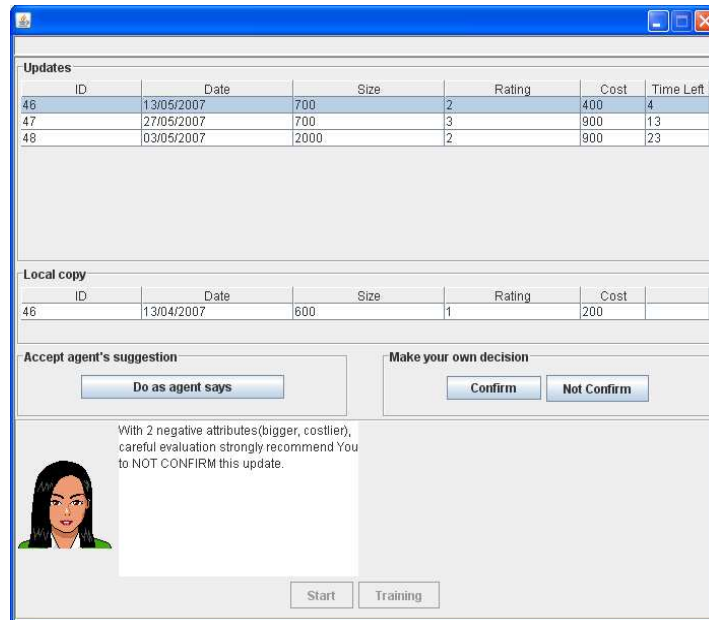 Updates
ID Date Size Rating Cost Time Left
46 13/05/2007 700 2 400 4
47 27/05/2007 700 3 900 13
48 03/05/2007 2000 2 900 23
Local copy
ID Date Size Rating Cost
46 13/04/2007 600 1 200
Accept agent's suggestion Make your own decision
Do as agent says Confirm Not Confirm
With 2 negative attributes(bigger, costlier),
careful evaluation strongly recommend You
to NOT CONFIRM this update.
Start Training